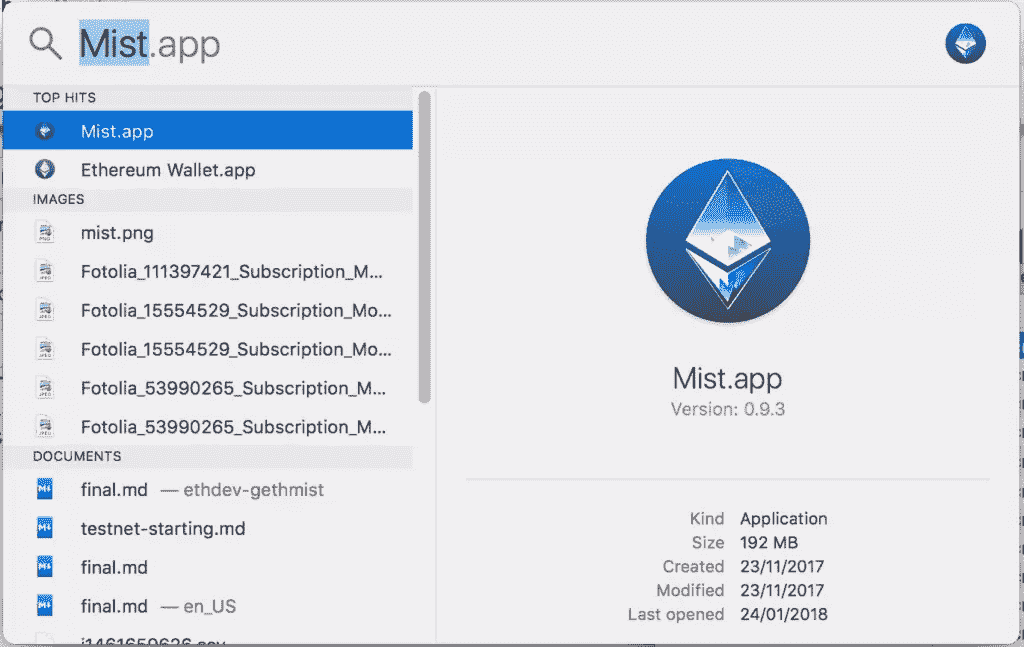 Mist.app
TOP HITS
Mist.app
Ethereum Wallet.app
IMAGES
mist.png
Fotolia_111397421_Subscription_M...
Fotolia_15554529_Subscription_Mo...
Fotolia_15554529_Subscription_Mo...
Fotolia_53990265_Subscription_M...
Fotolia_53990265_Subscription_M...
DOCUMENTS
final.md — ethdev-gethmist
testnet-starting.md
final.md
final.md — en_US
Mist.app
Version: 0.9.3
Kind Application
Size 192 MB
Created 23/11/2017
Modified 23/11/2017
Last opened 24/01/2018